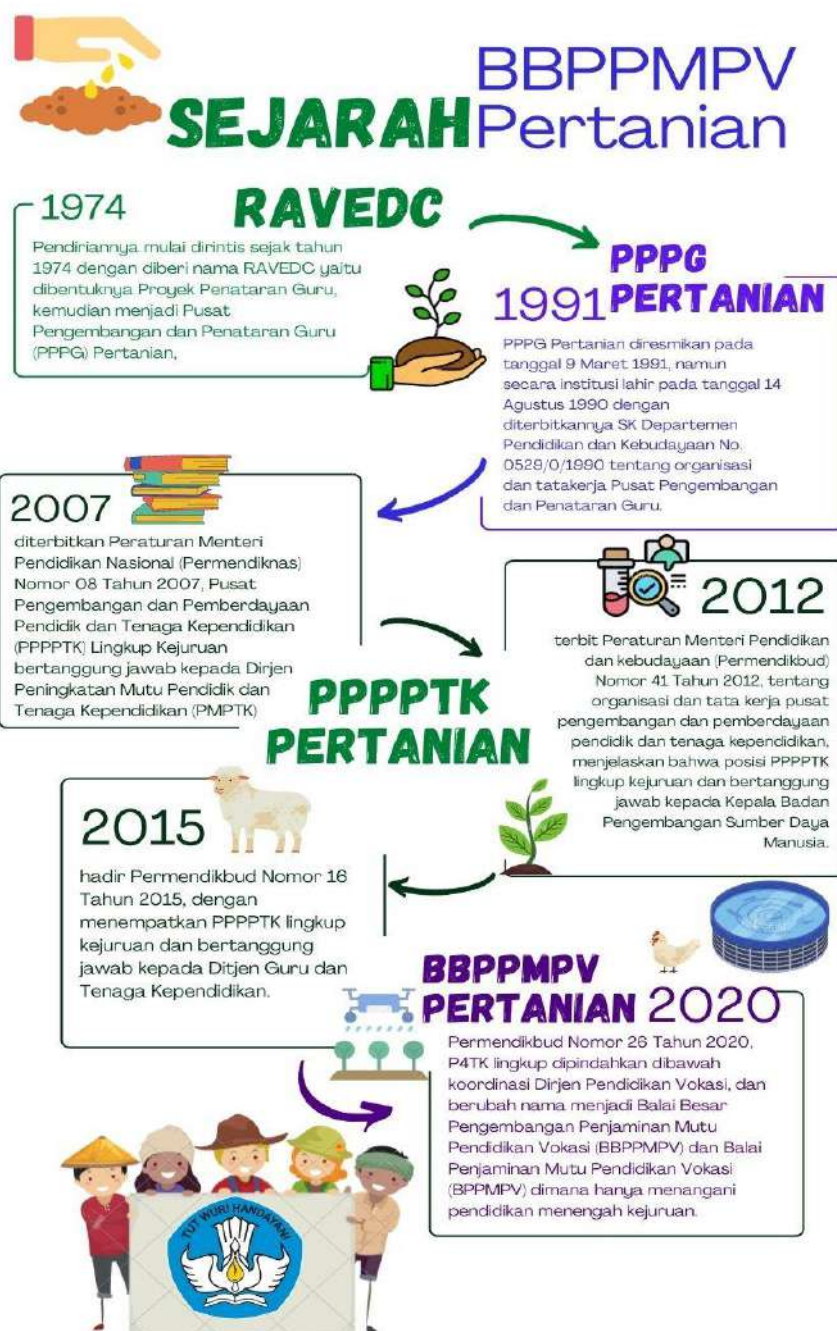 SEJARAH
BBPPMPV
Pertanian
1974
RAVEDC
Pendiriannya mulai dirintis sejak tahun
1974 dengan diberi nama RAVEDC yaitu
dibentuknya Proyek Penataran Guru,
kemudian menjadi Pusat
Pengembangan dan Penataran Guru
(PPPG) Pertanian,
PPPG
1991 PERTANIAN
PPPG Pertanian diresmikan pada
tanggal 9 Maret 1991, namun
secara institusi lahir pada tanggal 14
Agustus 1990 dengan
diterbitkannya SK Departemen
Pendidikan dan Kebudayaan No.
0529/0/1990 tentang organisasi
dan tatakerja Pusat Pengembangan
dan Penataran Guru.
2007
diterbitkan Peraturan Menteri
Pendidikan Nasional (Permendiknas)
Nomor 08 Tahun 2007, Pusat
Pengembangan dan Pemberdayaan
Pendidik dan Tenaga Kependidikan
(PPPPTK) Lingkup Kejuruan
bertanggung jawab kepada Dirjen
Peningkatan Mutu Pendidik dan
Tenaga Kependidikan (PMPTK)
PPPPTK
PERTANIAN
2012
terbit Peraturan Menteri Pendidikan
dan kebudayaan (Permendikbud)
Nomor 41 Tahun 2012, tentang
organisasi dan tata kerja pusat
pengembangan dan pemberdayaan
pendidik dan tenaga kependidikan,
menjelaskan bahwa posisi PPPPTK
lingkup kejuruan dan bertanggung
jawab kepada Kepala Badan
Pengembangan Sumber Daya
Manusia.
2015
hadir Permendikbud Nomor 16
Tahun 2015, dengan
menempatkan PPPPTK lingkup
kejuruan dan bertanggung
jawab kepada Ditjen Guru dan
Tenaga Kependidikan.
BBPPMPV
PERTANIAN 2020
Permendikbud Nomor 26 Tahun 2020,
P4TK lingkup dipindahkan dibawah
koordinasi Dirjen Pendidikan Vokasi, dan
berubah nama menjadi Balai Besar
Pengembangan Penjaminan Mutu
Pendidikan Vokasi (BBPPMPV) dan Balai
Penjaminan Mutu Pendidikan Vokasi
(BPPMPV) dimana hanya menangani
pendidikan menengah kejuruan.
TUT WURI HANDAYANI